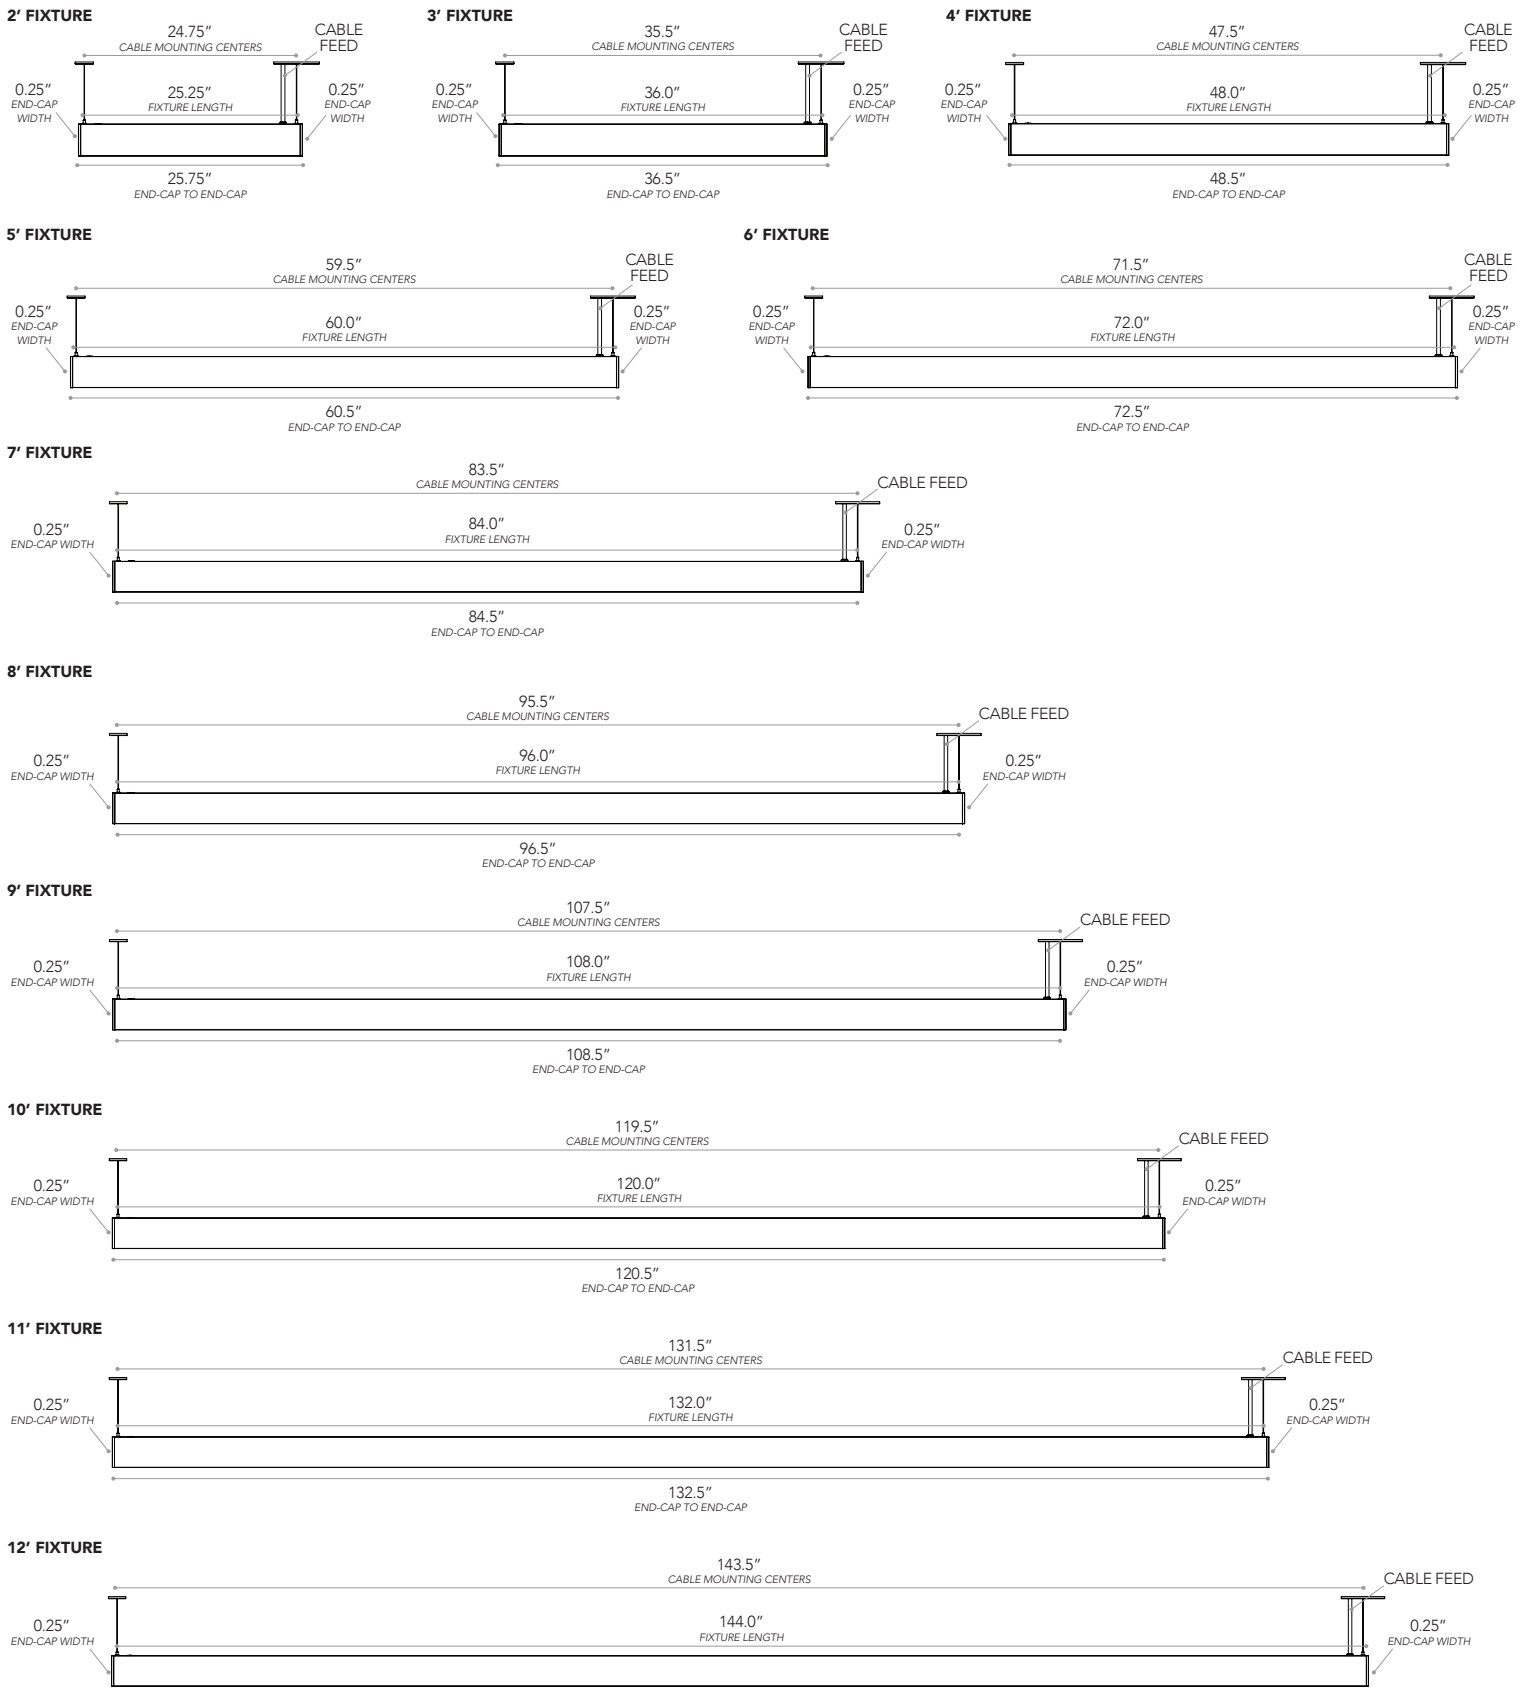 2’ FIXTURE
24.75”
CABLE MOUNTING CENTERS
CABLE
FEED
0.25”
END-CAP
WIDTH
25.25”
FIXTURE LENGTH
0.25”
END-CAP
WIDTH
25.75”
END-CAP TO END-CAP
3’ FIXTURE
35.5”
CABLE MOUNTING CENTERS
CABLE
FEED
0.25”
END-CAP
WIDTH
36.0”
FIXTURE LENGTH
0.25”
END-CAP
WIDTH
36.5”
END-CAP TO END-CAP
4’ FIXTURE
47.5”
CABLE MOUNTING CENTERS
CABLE
FEED
0.25”
END-CAP
WIDTH
48.0”
FIXTURE LENGTH
0.25”
END-CAP
WIDTH
48.5”
END-CAP TO END-CAP
5’ FIXTURE
59.5”
CABLE MOUNTING CENTERS
CABLE
FEED
0.25”
END-CAP
WIDTH
60.0”
FIXTURE LENGTH
0.25”
END-CAP
WIDTH
60.5”
END-CAP TO END-CAP
6’ FIXTURE
71.5”
CABLE MOUNTING CENTERS
CABLE
FEED
0.25”
END-CAP
WIDTH
72.0”
FIXTURE LENGTH
0.25”
END-CAP
WIDTH
72.5”
END-CAP TO END-CAP
7’ FIXTURE
83.5”
CABLE MOUNTING CENTERS
CABLE FEED
0.25”
END-CAP WIDTH
84.0”
FIXTURE LENGTH
0.25”
END-CAP WIDTH
84.5”
END-CAP TO END-CAP
8’ FIXTURE
95.5”
CABLE MOUNTING CENTERS
CABLE FEED
0.25”
END-CAP WIDTH
96.0”
FIXTURE LENGTH
0.25”
END-CAP WIDTH
96.5”
END-CAP TO END-CAP
9’ FIXTURE
107.5”
CABLE MOUNTING CENTERS
CABLE FEED
0.25”
END-CAP WIDTH
108.0”
FIXTURE LENGTH
0.25”
END-CAP WIDTH
108.5”
END-CAP TO END-CAP
10’ FIXTURE
119.5”
CABLE MOUNTING CENTERS
CABLE FEED
0.25”
END-CAP WIDTH
120.0”
FIXTURE LENGTH
0.25”
END-CAP WIDTH
120.5”
END-CAP TO END-CAP
11’ FIXTURE
131.5”
CABLE MOUNTING CENTERS
CABLE FEED
0.25”
END-CAP WIDTH
132.0”
FIXTURE LENGTH
0.25”
END-CAP WIDTH
132.5”
END-CAP TO END-CAP
12’ FIXTURE
143.5”
CABLE MOUNTING CENTERS
CABLE FEED
0.25”
END-CAP WIDTH
144.0”
FIXTURE LENGTH
0.25”
END-CAP WIDTH